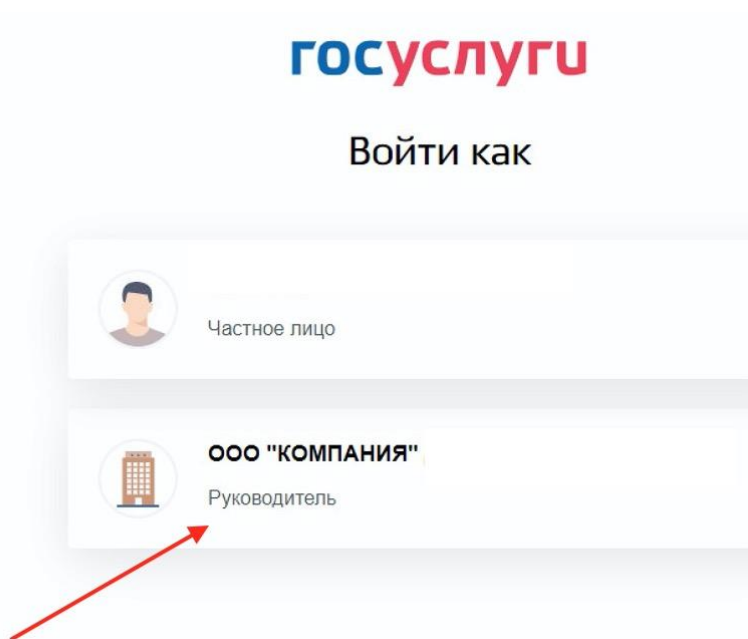 госуслуги
Войти как
Частное лицо
ООО "КОМПАНИЯ"
Руководитель